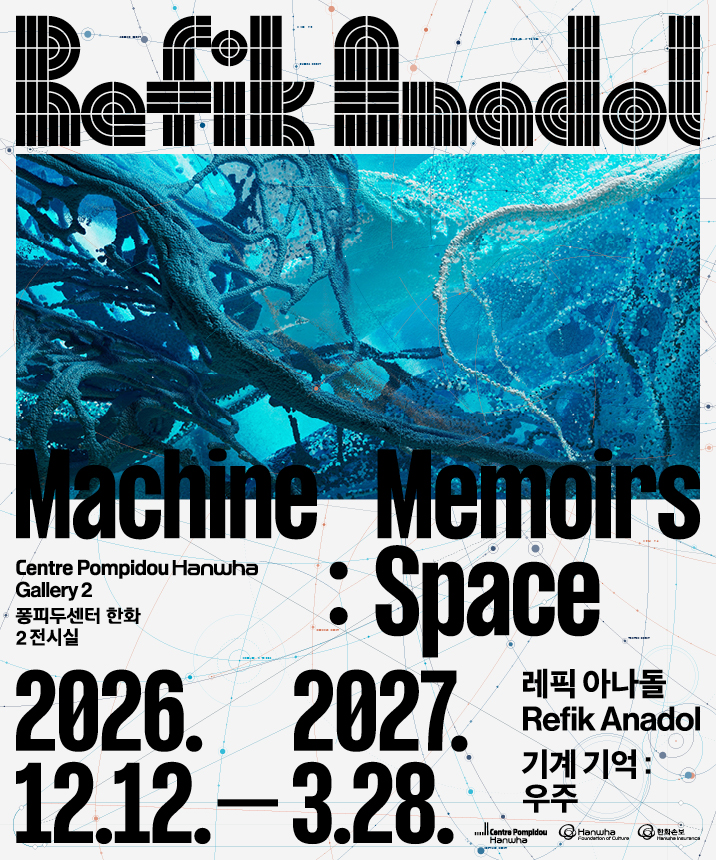 Refik Anadol
Machine Memoirs
: Space
Centre Pompidou Hanwha
Gallery 2
퐁피두센터 한화
2 전시실
2026. 2027.
12.12.—3.28.
레픽 아나돌
Refik Anadol
기계 기억 :
우주
Centre Pompidou
Hanwha
Hanwha
Foundation of Culture
한화손보
Hanwha Insurance